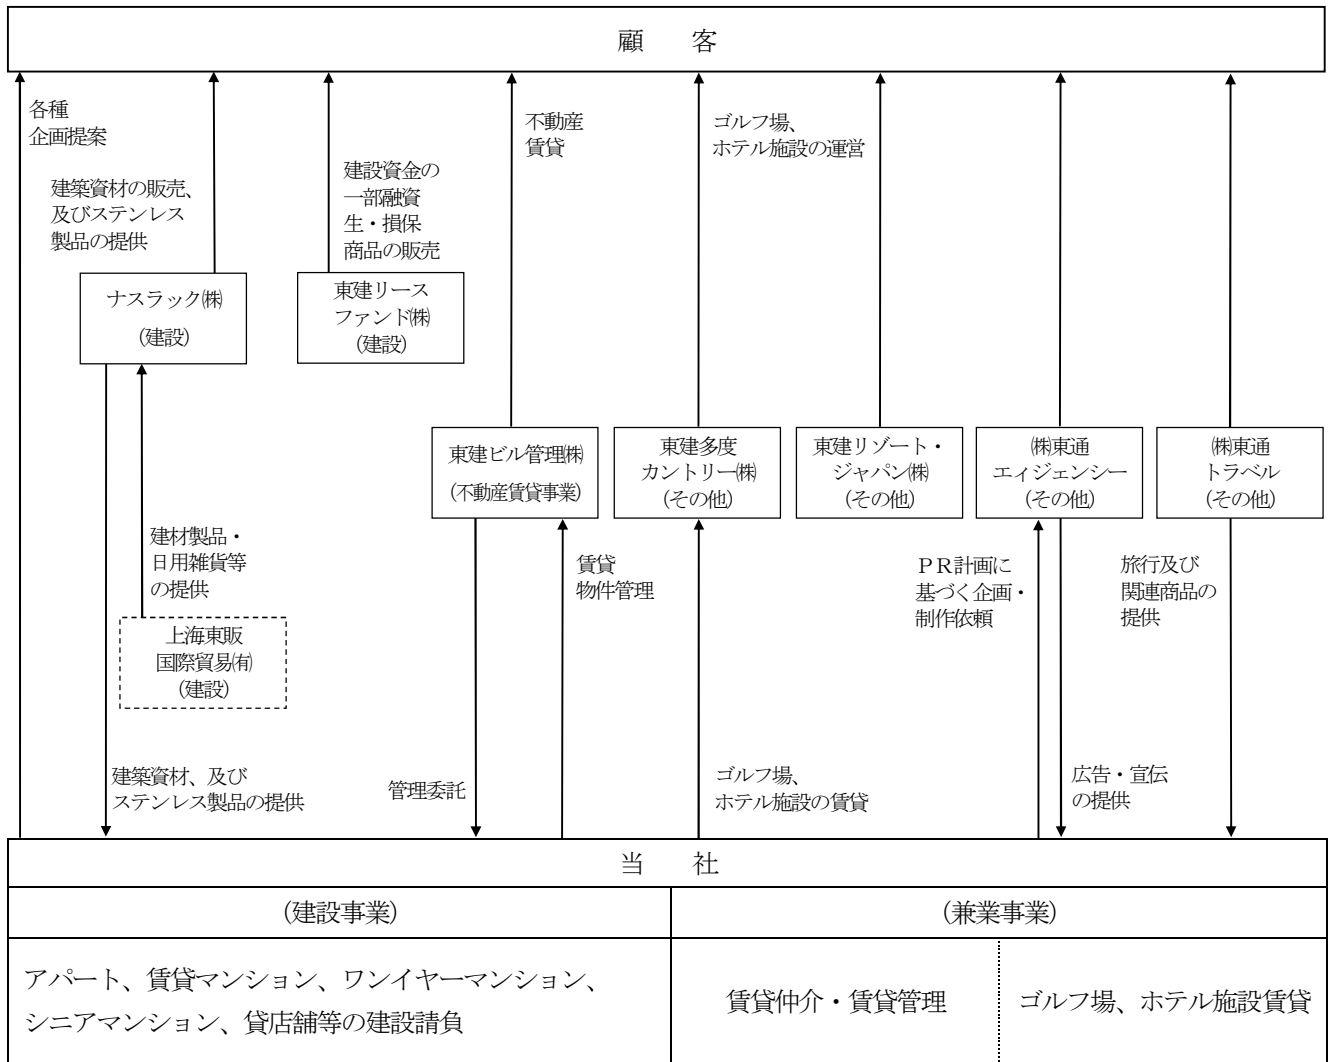 顧　　客
各種
企画提案
建築資材の販売、
及びステンレス
製品の提供
建設資金の
一部融資
生・損保
商品の販売
不動産
賃貸
ゴルフ場、
ホテル施設の運営
ナスラック㈱
（建設）
東建リース
ファンド㈱
（建設）
東建ビル管理㈱
（不動産賃貸事業）
東建多度
カントリー㈱
（その他）
東建リゾート・
ジャパン㈱
（その他）
㈱東通
エィジェンシー
（その他）
㈱東通
トラベル
（その他）
建材製品・
日用雑貨等
の提供
賃貸
物件管理
ＰＲ計画に
基づく企画・
制作依頼
旅行及び
関連商品の
提供
上海東販
国際貿易㈲
（建設）
建築資材、及び
ステンレス製品の提供
管理委託
ゴルフ場、
ホテル施設の賃貸
広告・宣伝
の提供
当　　社
（建設事業）
（兼業事業）
アパート、賃貸マンション、ワンイヤーマンション、
シニアマンション、貸店舗等の建設請負
賃貸仲介・賃貸管理
ゴルフ場、ホテル施設賃貸